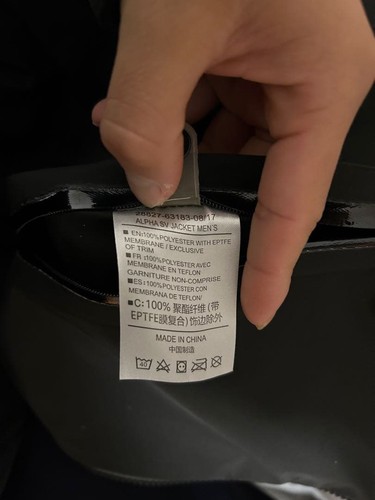 28627-63183-08/17
ALPHA SV JACKET MEN'S
■ EN:100%POLYESTER WITH EPTFE
MEMBRANE / EXCLUSIVE
OF TRIM
■ FR:100%POLYESTER AVEC
MEMBRANE EN TEFLON
GARNITURE NON-COMPRISE
■ ES:100%POLYESTER CON
MEMBRANA DE TEFLON/
■ C: 100% 聚酯纤维 (带
EPTFE膜复合) 饰边除外
MADE IN CHINA
中国制造
40